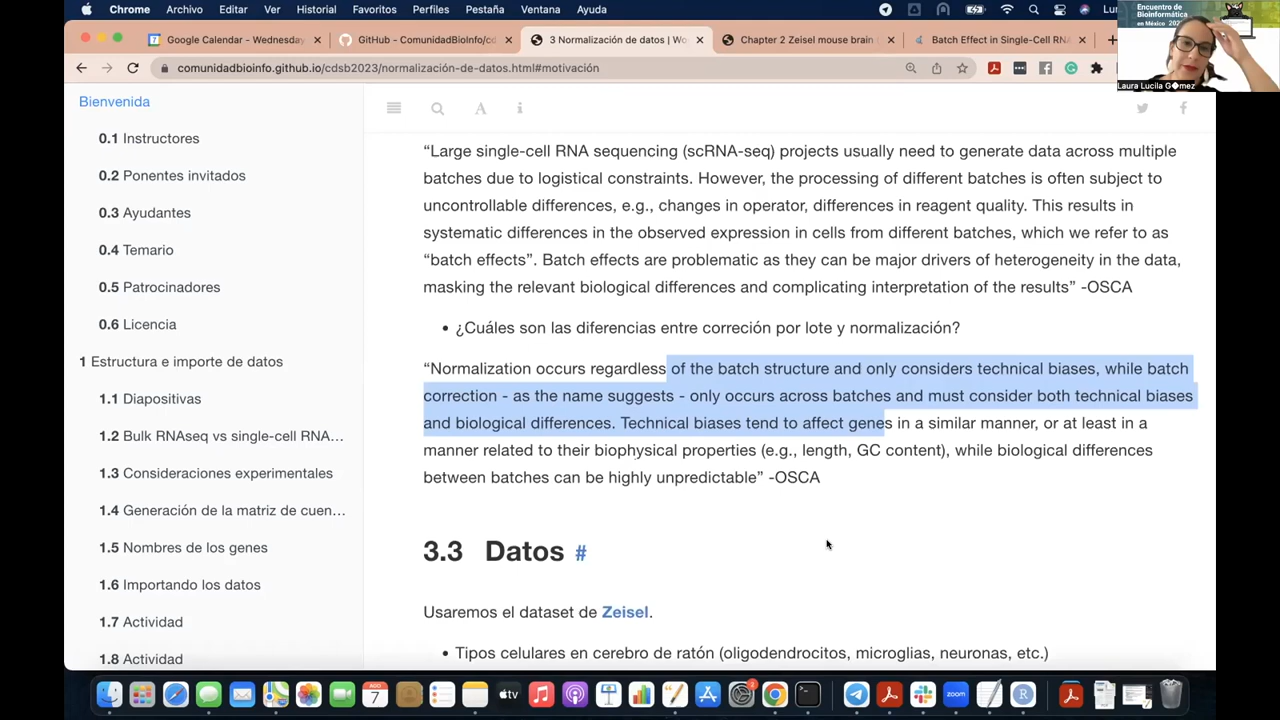 Chrome Archivo Editar Ver Historial Favoritos Perfiles Pestaña Ventana Ayuda
Encuentro de
Bioinformática
en México
Google Calendar - Wednesday,
GitHub - ComunidadBioInfo/cd
Normalización de datos | Wo
Chapter 2 Zeisel mouse brain
Batch Effect in Single-Cell RN
comunidadbioinfo.github.io/cdsb2023/normalización-de-datos.html#motivación
Laura Lucila G�mez
Bienvenida
0.1 Instructores
0.2 Ponentes invitados
0.3 Ayudantes
0.4 Temario
0.5 Patrocinadores
0.6 Licencia
1 Estructura e importe de datos
1.1 Diapositivas
1.2 Bulk RNAseq vs single-cell RNA…
1.3 Consideraciones experimentales
1.4 Generación de la matriz de cuen…
1.5 Nombres de los genes
1.6 Importando los datos
1.7 Actividad
1.8 Actividad
“Large single-cell RNA sequencing (scRNA-seq) projects usually need to generate data across multiple
batches due to logistical constraints. However, the processing of different batches is often subject to
uncontrollable differences, e.g., changes in operator, differences in reagent quality. This results in
systematic differences in the observed expression in cells from different batches, which we refer to as
“batch effects”. Batch effects are problematic as they can be major drivers of heterogeneity in the data,
masking the relevant biological differences and complicating interpretation of the results” -OSCA
• ¿Cuáles son las diferencias entre correción por lote y normalización?
“Normalization occurs regardless of the batch structure and only considers technical biases, while batch
correction - as the name suggests - only occurs across batches and must consider both technical biases
and biological differences. Technical biases tend to affect genes in a similar manner, or at least in a
manner related to their biophysical properties (e.g., length, GC content), while biological differences
between batches can be highly unpredictable” -OSCA
3.3 Datos #
Usaremos el dataset de Zeisel.
• Tipos celulares en cerebro de ratón (oligodendrocitos, microglias, neuronas, etc.)
AGO
7
tv
zoom
R